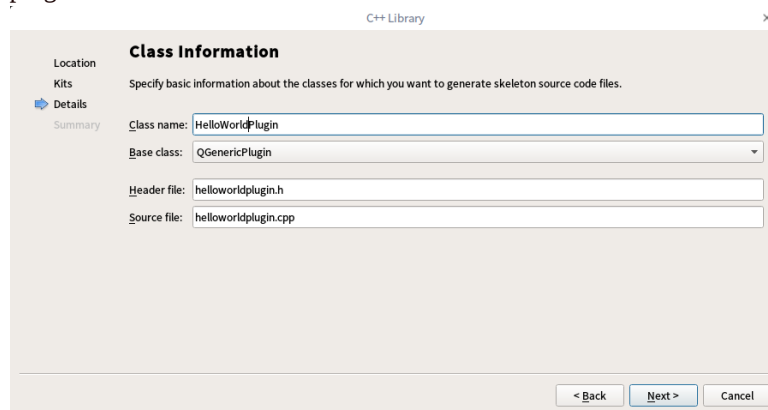 C++ Library
Location
Kits
Details
Summary
Class Information
Specify basic information about the classes for which you want to generate skeleton source code files.
Class name: HelloWorldPlugin
Base class: QGenericPlugin
Header file: helloworldplugin.h
Source file: helloworldplugin.cpp
< Back Next > Cancel